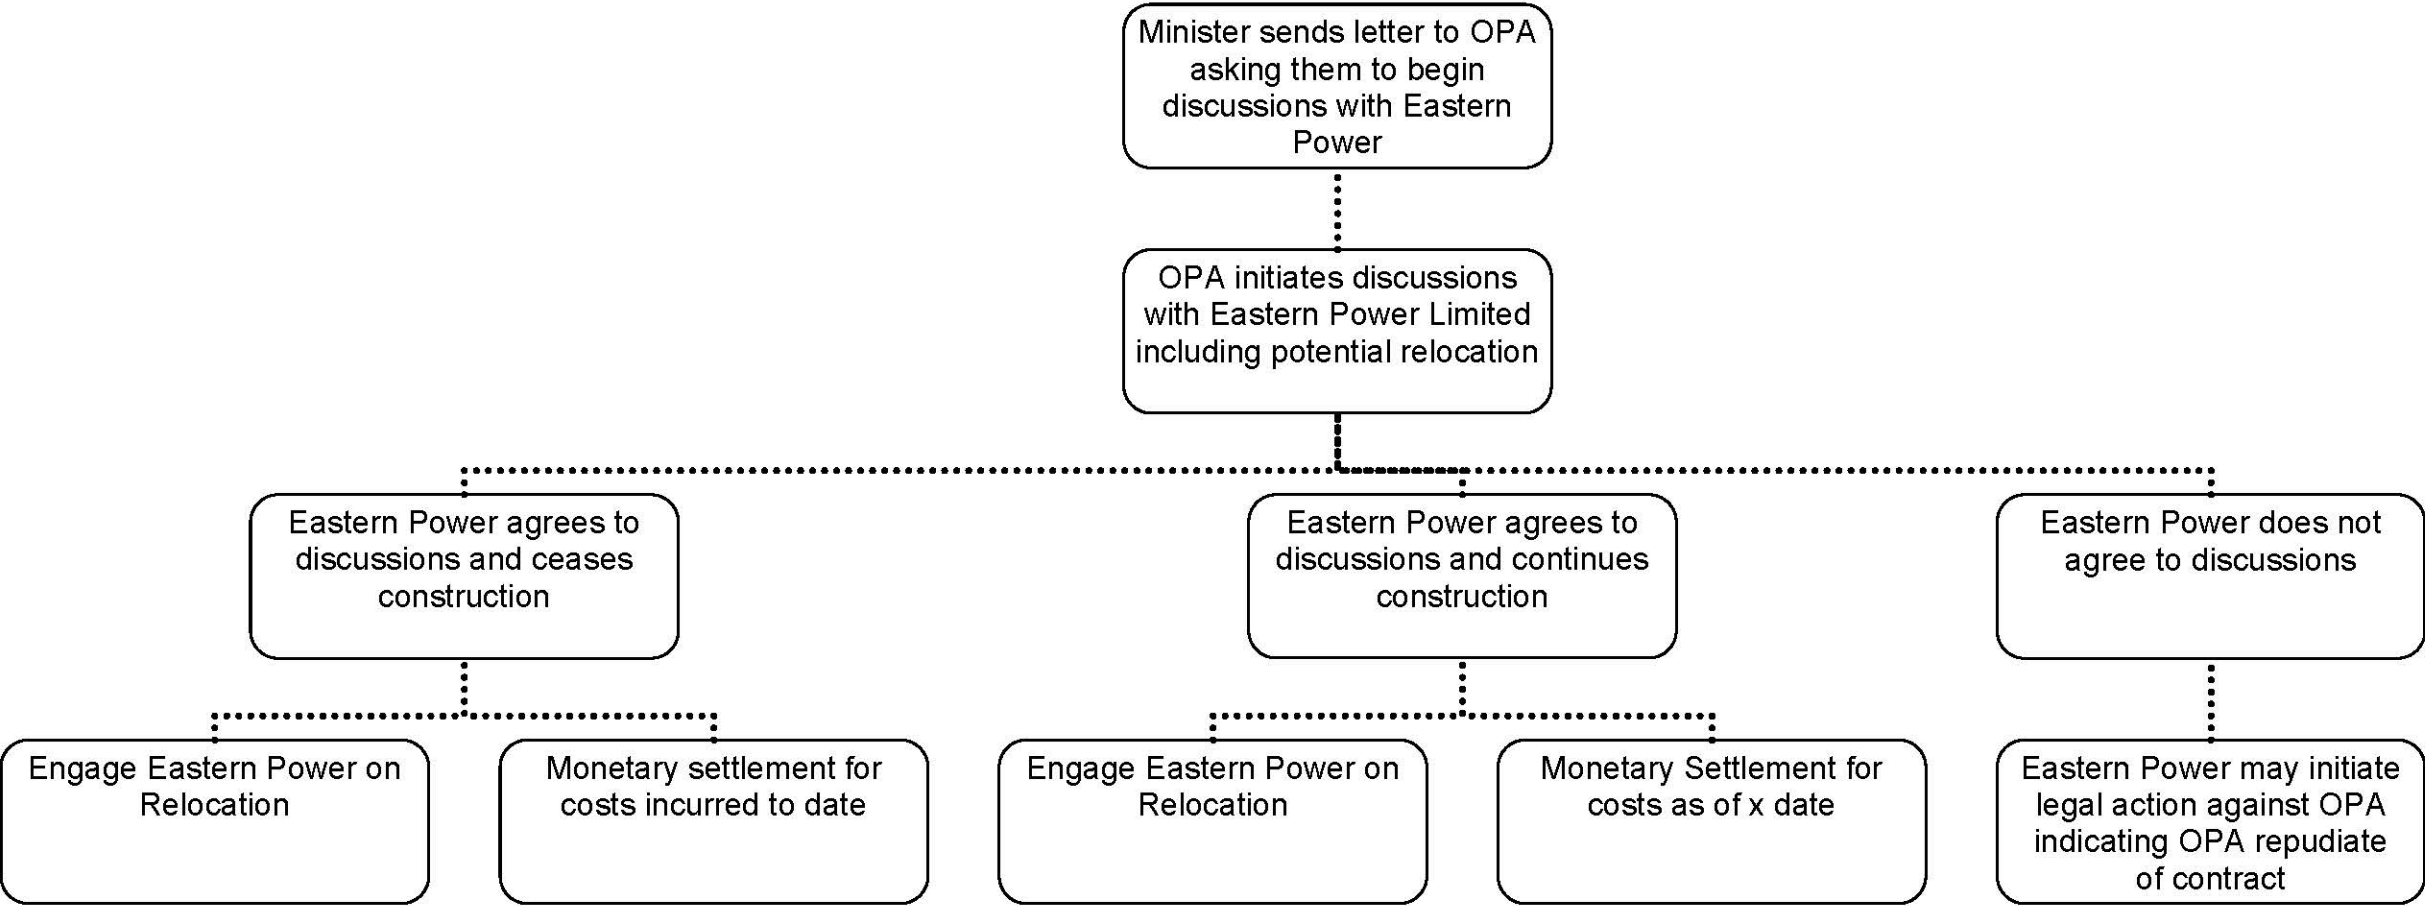 Minister sends letter to OPA
asking them to begin
discussions with Eastern
Power
OPA initiates discussions
with Eastern Power Limited
including potential relocation
Eastern Power agrees to
discussions and ceases
construction
Eastern Power agrees to
discussions and continues
construction
Eastern Power does not
agree to discussions
Engage Eastern Power on
Relocation
Monetary settlement for
costs incurred to date
Engage Eastern Power on
Relocation
Monetary Settlement for
costs as of x date
Eastern Power may initiate
legal action against OPA
indicating OPA repudiate
of contract